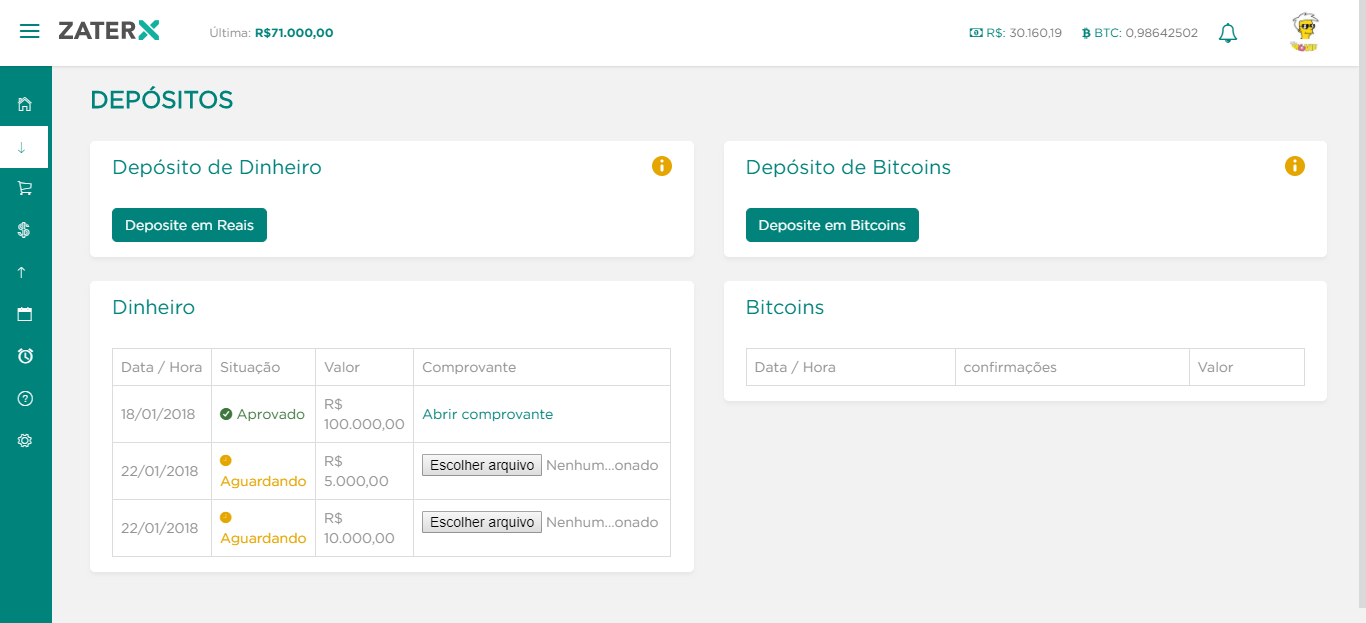 ZATERX
Última: R$71.000,00
R$: 30.160,19
BTC: 0,98642502
DEPÓSITOS
Depósito de Dinheiro
Deposite em Reais
Depósito de Bitcoins
Deposite em Bitcoins
Dinheiro
Data / Hora Situação Valor Comprovante
18/01/2018 Aprovado R$ 100.000,00 Abrir comprovante
22/01/2018 Aguardando R$ 5.000,00 Escolher arquivo Nenhum...onado
22/01/2018 Aguardando R$ 10.000,00 Escolher arquivo Nenhum...onado
Bitcoins
Data / Hora confirmações Valor